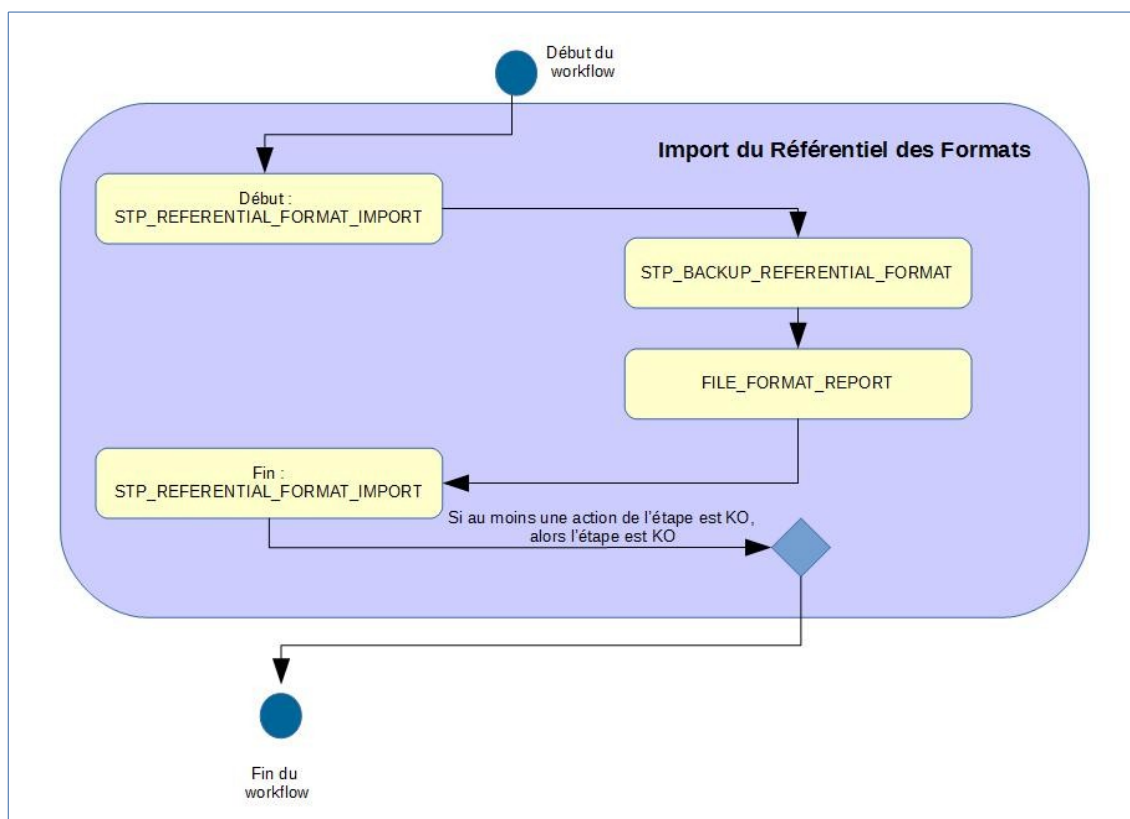 Début du
workflow
Import du Référentiel des Formats
Début :
STP_REFERENTIAL_FORMAT_IMPORT
STP_BACKUP_REFERENTIAL_FORMAT
FILE_FORMAT_REPORT
Fin :
STP_REFERENTIAL_FORMAT_IMPORT
Si au moins une action de l'étape est KO,
alors l'étape est KO
Fin du
workflow